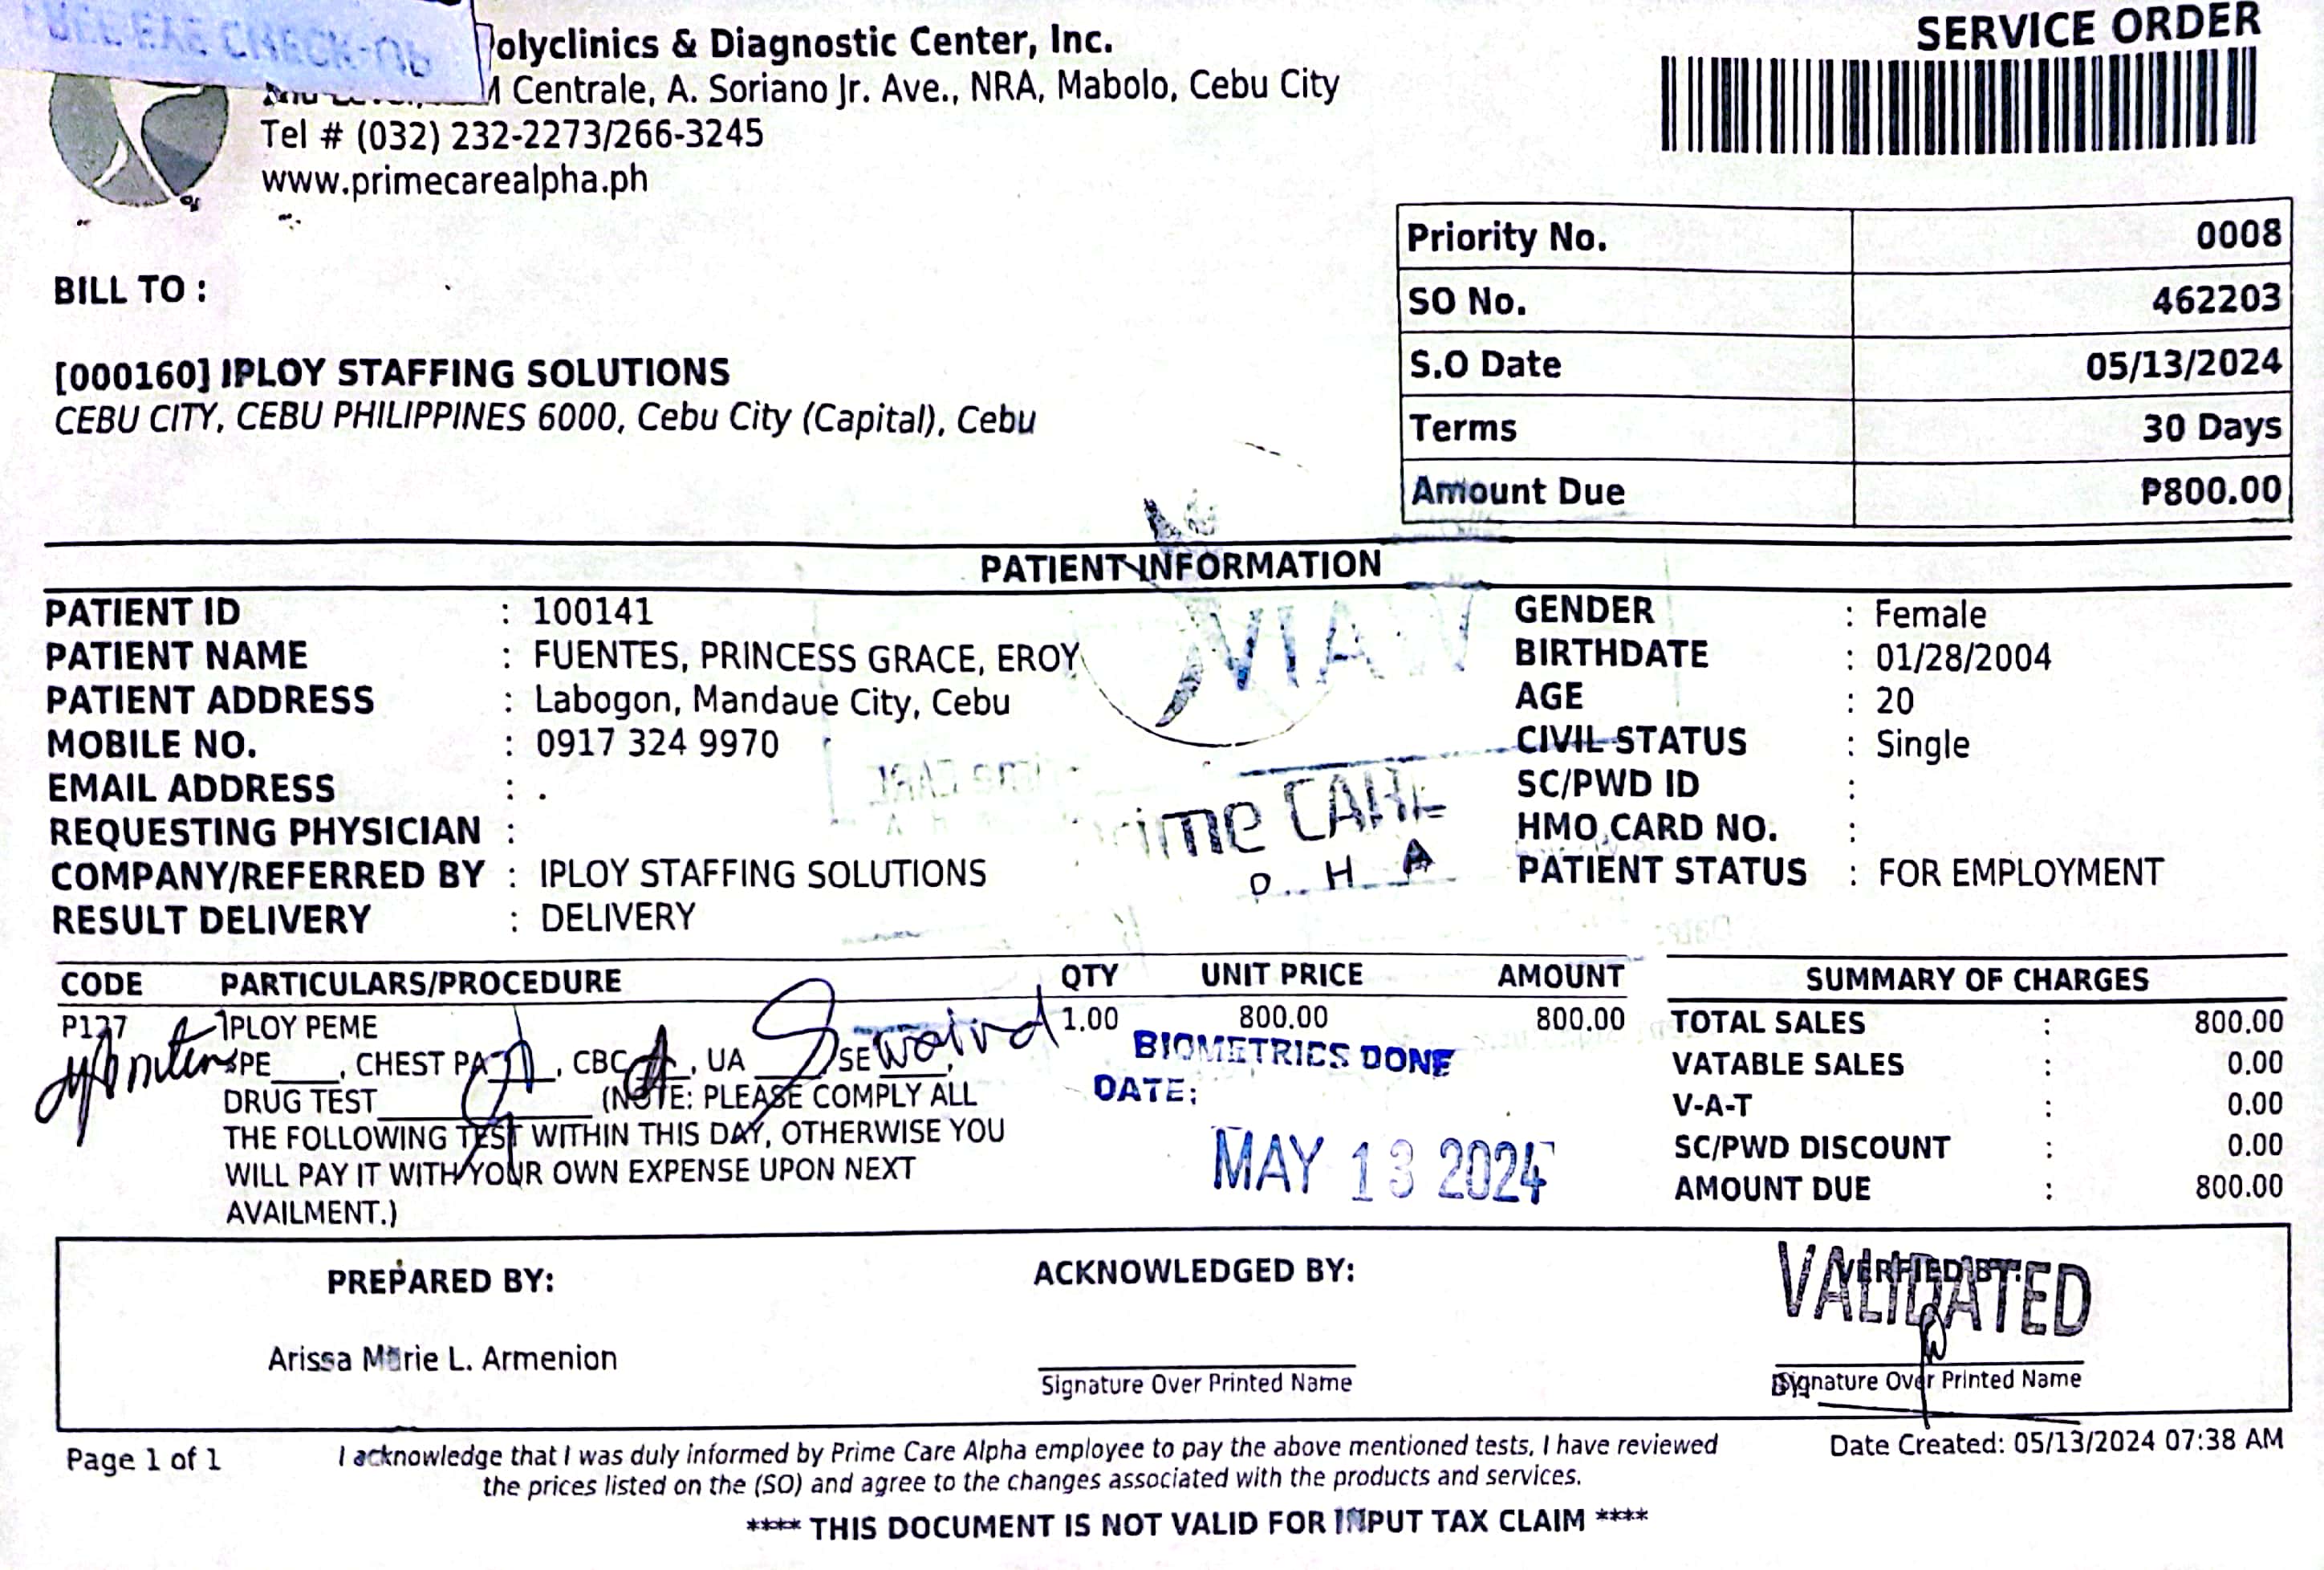 SERVICE ORDER
olyclinics & Diagnostic Center, Inc.
Centrale, A. Soriano Jr. Ave., NRA, Mabolo, Cebu City
Tel # (032) 232-2273/266-3245
www.primecarealpha.ph
Priority No. 0008
SO No. 462203
S.O Date 05/13/2024
Terms 30 Days
Amount Due ₱800.00
BILL TO :
[000160] IPLOY STAFFING SOLUTIONS
CEBU CITY, CEBU PHILIPPINES 6000, Cebu City (Capital), Cebu
PATIENT INFORMATION
PATIENT ID : 100141
PATIENT NAME : FUENTES, PRINCESS GRACE, EROY
PATIENT ADDRESS : Labogon, Mandaue City, Cebu
MOBILE NO. : 0917 324 9970
EMAIL ADDRESS : .
REQUESTING PHYSICIAN :
COMPANY/REFERRED BY : IPLOY STAFFING SOLUTIONS
RESULT DELIVERY : DELIVERY
GENDER : Female
BIRTHDATE : 01/28/2004
AGE : 20
CIVIL STATUS : Single
SC/PWD ID :
HMO CARD NO. :
PATIENT STATUS : FOR EMPLOYMENT
CARE
CODE PARTICULARS/PROCEDURE QTY UNIT PRICE AMOUNT
IPLOY PEME 1.00 800.00 800.00
PE____, CHEST PA____, CBC____, UA____, SE waived,
DRUG TEST____________ (NOTE: PLEASE COMPLY ALL
THE FOLLOWING TEST WITHIN THIS DAY, OTHERWISE YOU
WILL PAY IT WITH YOUR OWN EXPENSE UPON NEXT
AVAILMENT.)
BIOMETRICS DONE
DATE:
MAY 13 2024
SUMMARY OF CHARGES
TOTAL SALES : 800.00
VATABLE SALES : 0.00
V-A-T : 0.00
SC/PWD DISCOUNT : 0.00
AMOUNT DUE : 800.00
PREPARED BY:
Arissa Marie L. Armenion
ACKNOWLEDGED BY:
Signature Over Printed Name
VERIFIED BY:
VALIDATED
Signature Over Printed Name
Page 1 of 1
I acknowledge that I was duly informed by Prime Care Alpha employee to pay the above mentioned tests, I have reviewed
the prices listed on the (SO) and agree to the changes associated with the products and services.
Date Created: 05/13/2024 07:38 AM
**** THIS DOCUMENT IS NOT VALID FOR INPUT TAX CLAIM ****